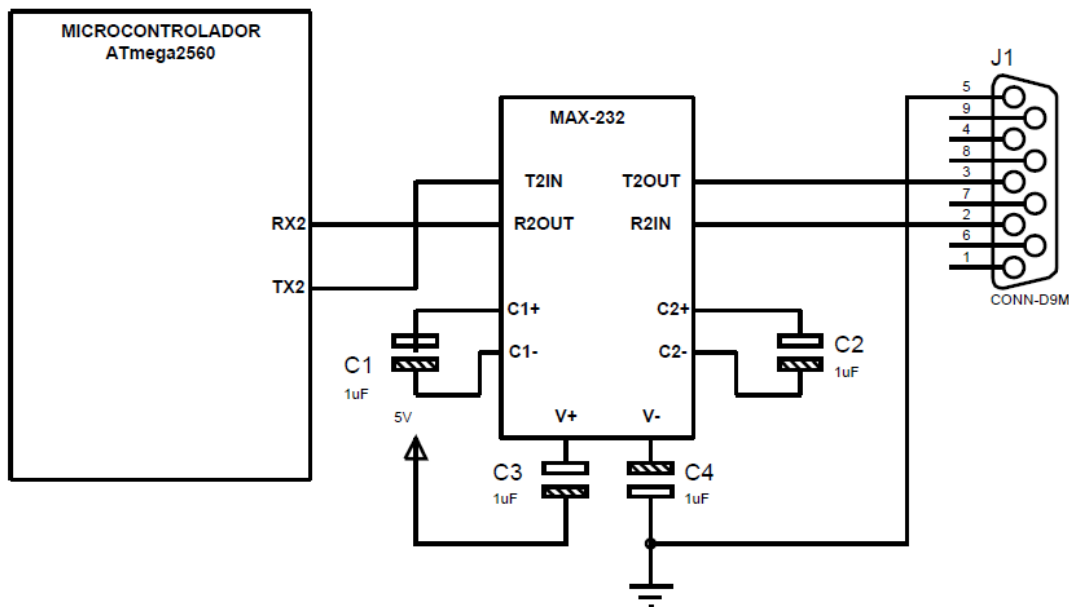 MICROCONTROLADOR
ATmega2560
RX2
TX2
MAX-232
T2IN
T2OUT
R2OUT
R2IN
C1+
C2+
C1-
C2-
V+
V-
C1
1uF
C2
1uF
5V
C3
1uF
C4
1uF
J1
5
9
4
8
3
7
2
6
1
CONN-D9M